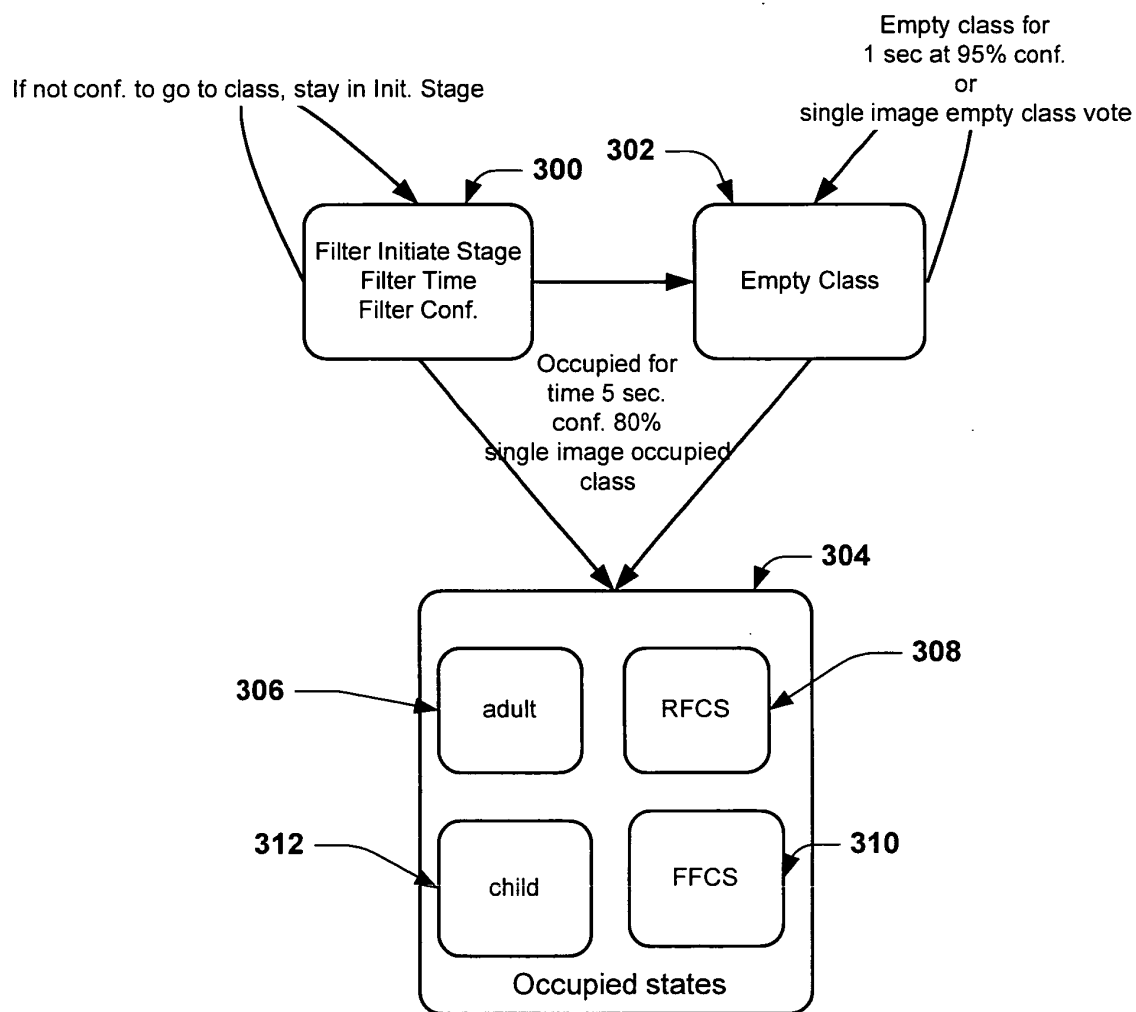 Empty class for
1 sec at 95% conf.
or
single image empty class vote
If not conf. to go to class, stay in Init. Stage
300
302
Filter Initiate Stage
Filter Time
Filter Conf.
Empty Class
Occupied for
time 5 sec.
conf. 80%
single image occupied
class
304
306
adult
RFCS
308
312
child
FFCS
310
Occupied states